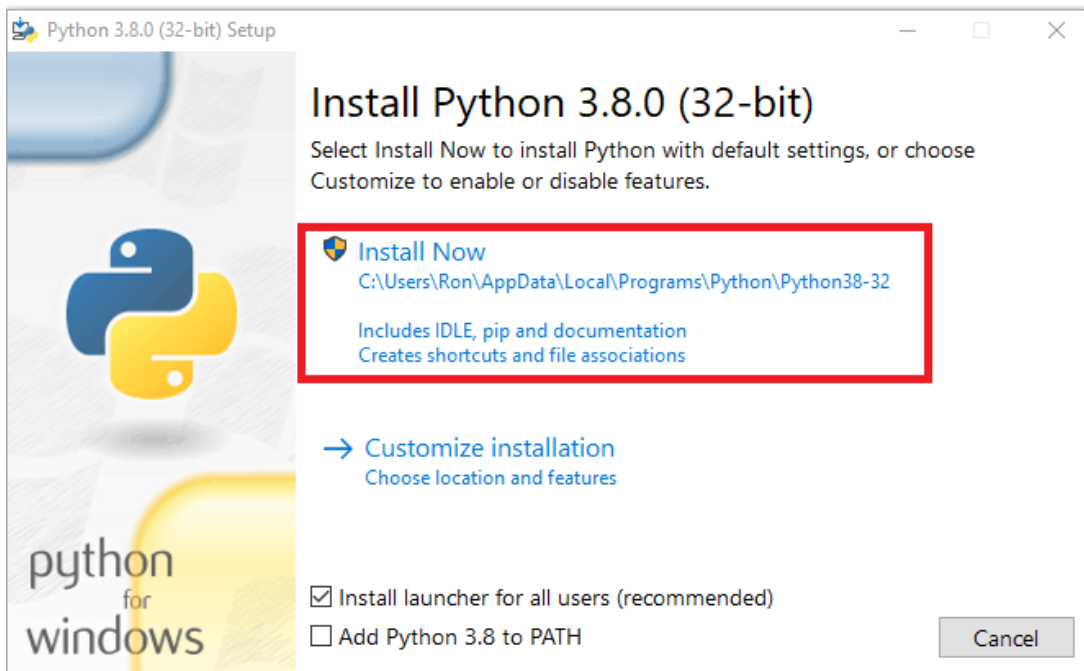 Python 3.8.0 (32-bit) Setup
Install Python 3.8.0 (32-bit)
Select Install Now to install Python with default settings, or choose
Customize to enable or disable features.
Install Now
C:\Users\Ron\AppData\Local\Programs\Python\Python38-32
Includes IDLE, pip and documentation
Creates shortcuts and file associations
Customize installation
Choose location and features
python
for
windows
Install launcher for all users (recommended)
Add Python 3.8 to PATH
Cancel